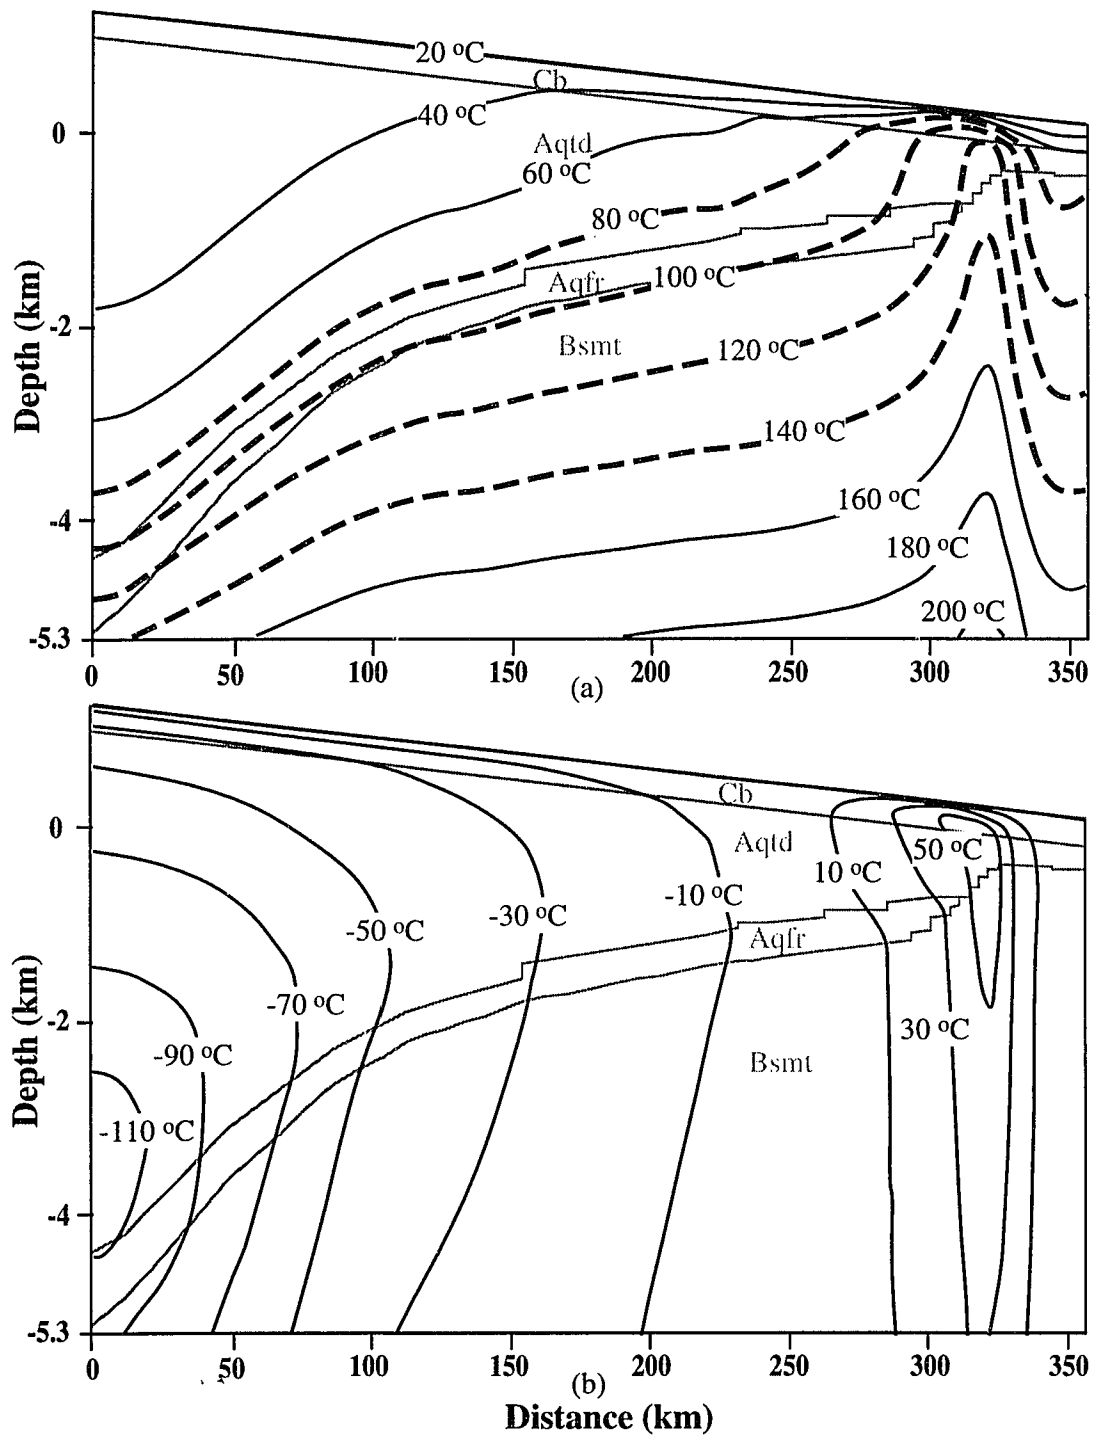 20 ºC
Cb
40 ºC
0
Aqtd
60 ºC
80 ºC
Aqfr
100 ºC
Depth (km)
-2
Bsmt
120 ºC
140 ºC
-4
160 ºC
180 ºC
200 ºC
-5.3
0 50 100 150 200 250 300 350
(a)
Cb
0
Aqtd
50 ºC
10 ºC
-10 ºC
-30 ºC
-50 ºC
Aqfr
-70 ºC
Depth (km)
-2
30 ºC
-90 ºC
Bsmt
-110 ºC
-4
-5.3
0 50 100 150 200 250 300 350
(b)
Distance (km)